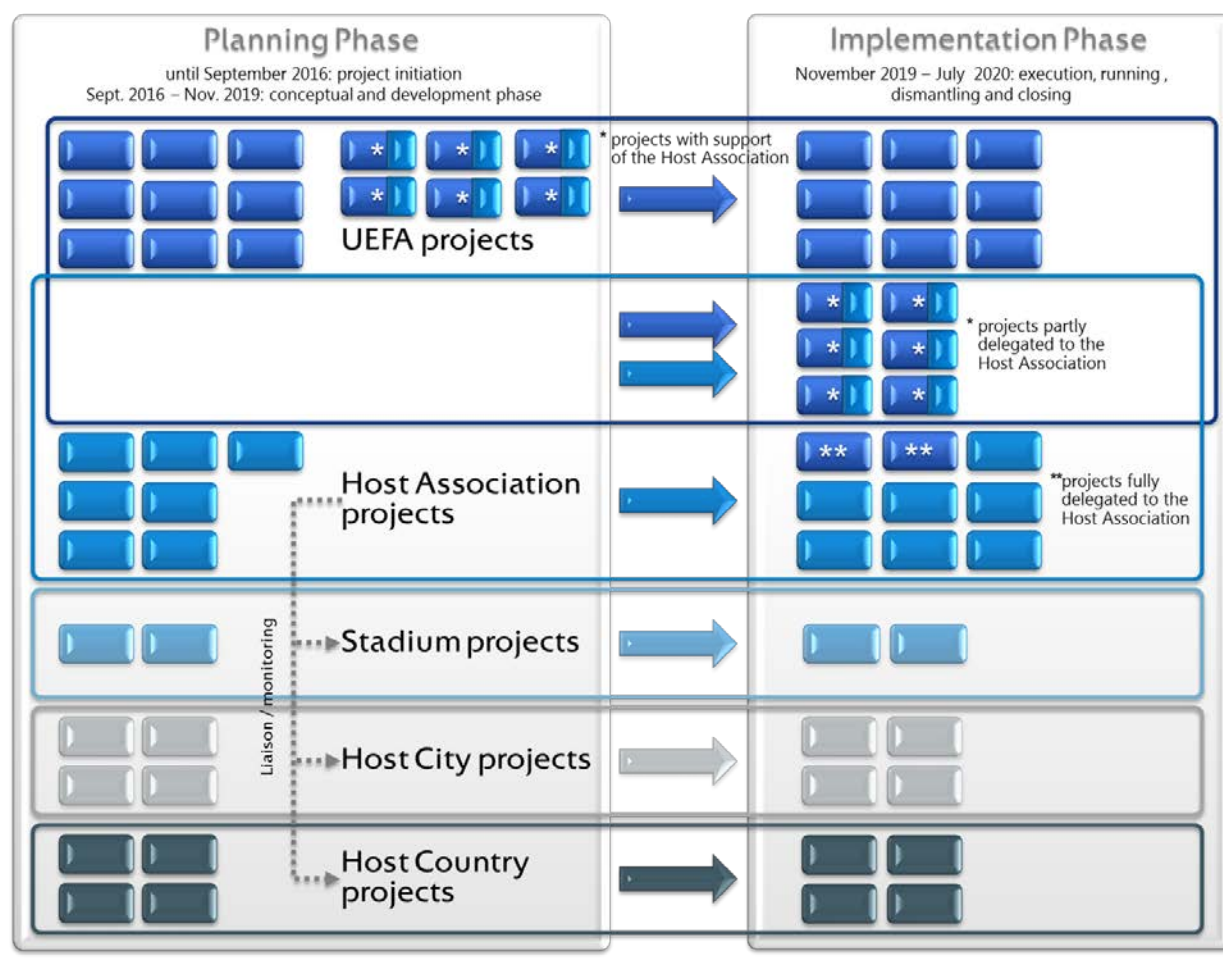 Planning Phase
until September 2016: project initiation
Sept. 2016 – Nov. 2019: conceptual and development phase
Implementation Phase
November 2019 – July 2020: execution, running ,
dismantling and closing
* * *
* * *
* projects with support
of the Host Association
UEFA projects
* *
* *
* *
* projects partly
delegated to the
Host Association
Host Association
projects
** **
**projects fully
delegated to the
Host Association
Liaison / monitoring
Stadium projects
Host City projects
Host Country
projects